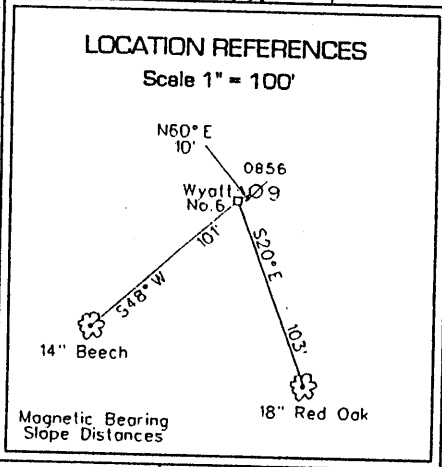 LOCATION REFERENCES
Scale 1" = 100'
N60° E
10'
0856
Wyatt
No.6
9
101'
S48° W
S20° E
103'
14" Beech
18" Red Oak
Magnetic Bearing
Slope Distances